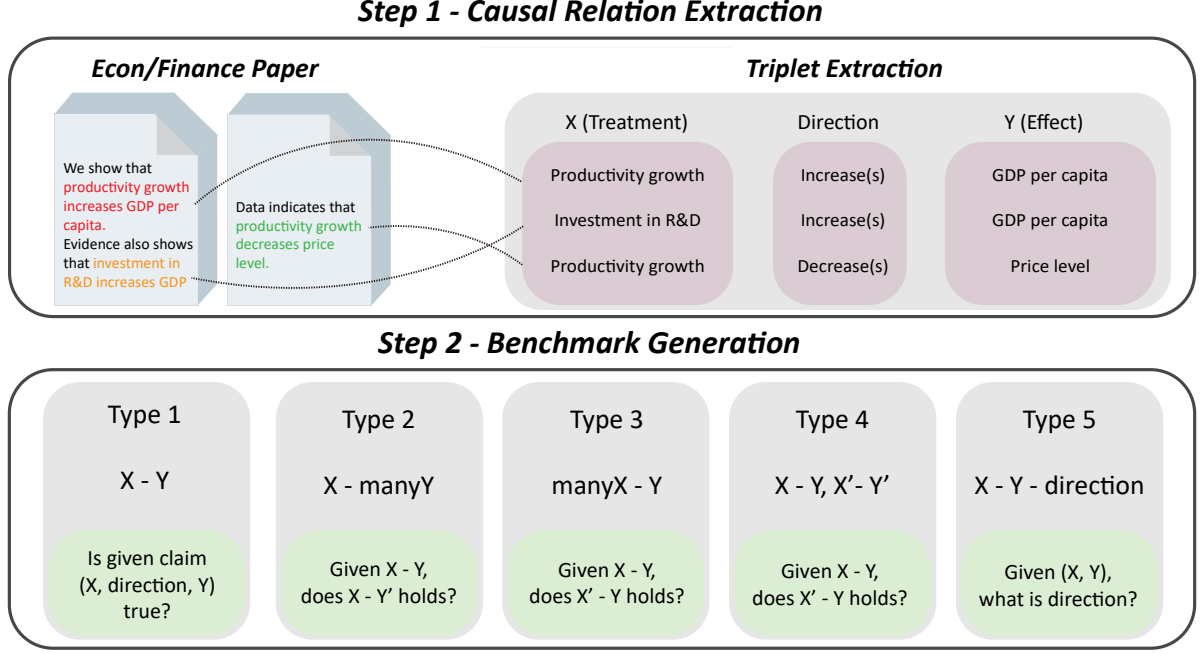 Step 1 - Causal Relation Extraction
Econ/Finance Paper
We show that
productivity growth
increases GDP per
capita.
Evidence also shows
that investment in
R&D increases GDP
Data indicates that
productivity growth
decreases price
level.
Triplet Extraction
X (Treatment) Direction Y (Effect)
Productivity growth Increase(s) GDP per capita
Investment in R&D Increase(s) GDP per capita
Productivity growth Decrease(s) Price level
Step 2 - Benchmark Generation
Type 1
X - Y
Is given claim
(X, direction, Y)
true?
Type 2
X - manyY
Given X - Y,
does X - Y’ holds?
Type 3
manyX - Y
Given X - Y,
does X’ - Y holds?
Type 4
X - Y, X’- Y’
Given X - Y,
does X’ - Y holds?
Type 5
X - Y - direction
Given (X, Y),
what is direction?